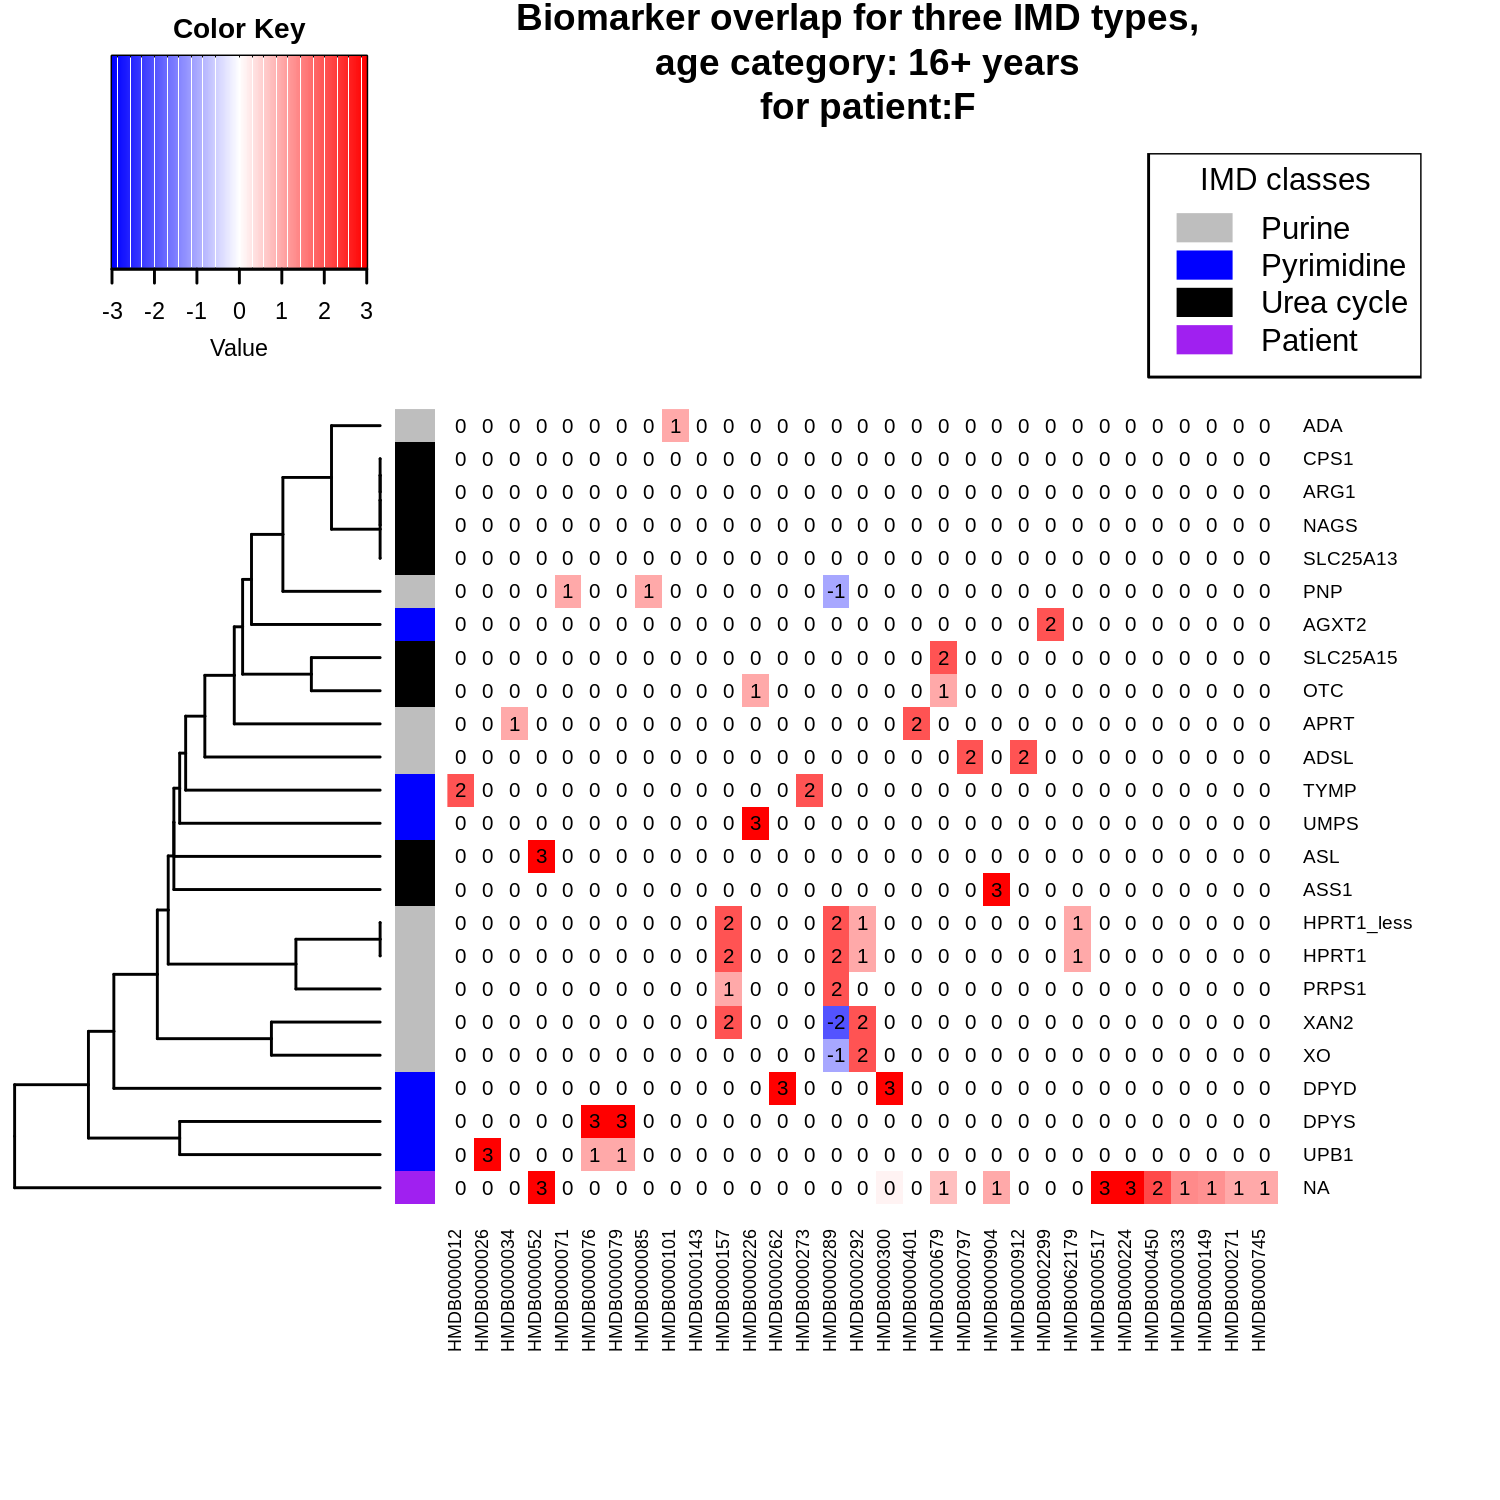 Color Key
-3 -2 -1 0 1 2 3
Value
Biomarker overlap for three IMD types,
age category: 16+ years
for patient:F
IMD classes
Purine
Pyrimidine
Urea cycle
Patient
0 0 0 0 0 0 0 0 1 0 0 0 0 0 0 0 0 0 0 0 0 0 0 0 0 0 0 0 0 0 0 ADA
0 0 0 0 0 0 0 0 0 0 0 0 0 0 0 0 0 0 0 0 0 0 0 0 0 0 0 0 0 0 0 CPS1
0 0 0 0 0 0 0 0 0 0 0 0 0 0 0 0 0 0 0 0 0 0 0 0 0 0 0 0 0 0 0 ARG1
0 0 0 0 0 0 0 0 0 0 0 0 0 0 0 0 0 0 0 0 0 0 0 0 0 0 0 0 0 0 0 NAGS
0 0 0 0 0 0 0 0 0 0 0 0 0 0 0 0 0 0 0 0 0 0 0 0 0 0 0 0 0 0 0 SLC25A13
0 0 0 0 1 0 0 1 0 0 0 0 0 0 -1 0 0 0 0 0 0 0 0 0 0 0 0 0 0 0 0 PNP
0 0 0 0 0 0 0 0 0 0 0 0 0 0 0 0 0 0 0 0 0 0 2 0 0 0 0 0 0 0 0 AGXT2
0 0 0 0 0 0 0 0 0 0 0 0 0 0 0 0 0 0 2 0 0 0 0 0 0 0 0 0 0 0 0 SLC25A15
0 0 0 0 0 0 0 0 0 0 0 1 0 0 0 0 0 0 1 0 0 0 0 0 0 0 0 0 0 0 0 OTC
0 0 1 0 0 0 0 0 0 0 0 0 0 0 0 0 0 2 0 0 0 0 0 0 0 0 0 0 0 0 0 APRT
0 0 0 0 0 0 0 0 0 0 0 0 0 0 0 0 0 0 0 2 0 2 0 0 0 0 0 0 0 0 0 ADSL
2 0 0 0 0 0 0 0 0 0 0 0 0 2 0 0 0 0 0 0 0 0 0 0 0 0 0 0 0 0 0 TYMP
0 0 0 0 0 0 0 0 0 0 0 3 0 0 0 0 0 0 0 0 0 0 0 0 0 0 0 0 0 0 0 UMPS
0 0 0 3 0 0 0 0 0 0 0 0 0 0 0 0 0 0 0 0 0 0 0 0 0 0 0 0 0 0 0 ASL
0 0 0 0 0 0 0 0 0 0 0 0 0 0 0 0 0 0 0 0 3 0 0 0 0 0 0 0 0 0 0 ASS1
0 0 0 0 0 0 0 0 0 0 2 0 0 0 2 1 0 0 0 0 0 0 0 1 0 0 0 0 0 0 0 HPRT1_less
0 0 0 0 0 0 0 0 0 0 2 0 0 0 2 1 0 0 0 0 0 0 0 1 0 0 0 0 0 0 0 HPRT1
0 0 0 0 0 0 0 0 0 0 1 0 0 0 2 0 0 0 0 0 0 0 0 0 0 0 0 0 0 0 0 PRPS1
0 0 0 0 0 0 0 0 0 0 2 0 0 0 -2 2 0 0 0 0 0 0 0 0 0 0 0 0 0 0 0 XAN2
0 0 0 0 0 0 0 0 0 0 0 0 0 0 -1 2 0 0 0 0 0 0 0 0 0 0 0 0 0 0 0 XO
0 0 0 0 0 0 0 0 0 0 0 0 3 0 0 0 3 0 0 0 0 0 0 0 0 0 0 0 0 0 0 DPYD
0 0 0 0 0 3 3 0 0 0 0 0 0 0 0 0 0 0 0 0 0 0 0 0 0 0 0 0 0 0 0 DPYS
0 3 0 0 0 1 1 0 0 0 0 0 0 0 0 0 0 0 0 0 0 0 0 0 0 0 0 0 0 0 0 UPB1
0 0 0 3 0 0 0 0 0 0 0 0 0 0 0 0 0 0 1 0 1 0 0 0 3 3 2 1 1 1 1 NA
HMDB0000012
HMDB0000026
HMDB0000034
HMDB0000052
HMDB0000071
HMDB0000076
HMDB0000079
HMDB0000085
HMDB0000101
HMDB0000143
HMDB0000157
HMDB0000226
HMDB0000262
HMDB0000273
HMDB0000289
HMDB0000292
HMDB0000300
HMDB0000401
HMDB0000679
HMDB0000797
HMDB0000904
HMDB0000912
HMDB0002299
HMDB0062179
HMDB0000517
HMDB0000224
HMDB0000450
HMDB0000033
HMDB0000149
HMDB0000271
HMDB0000745